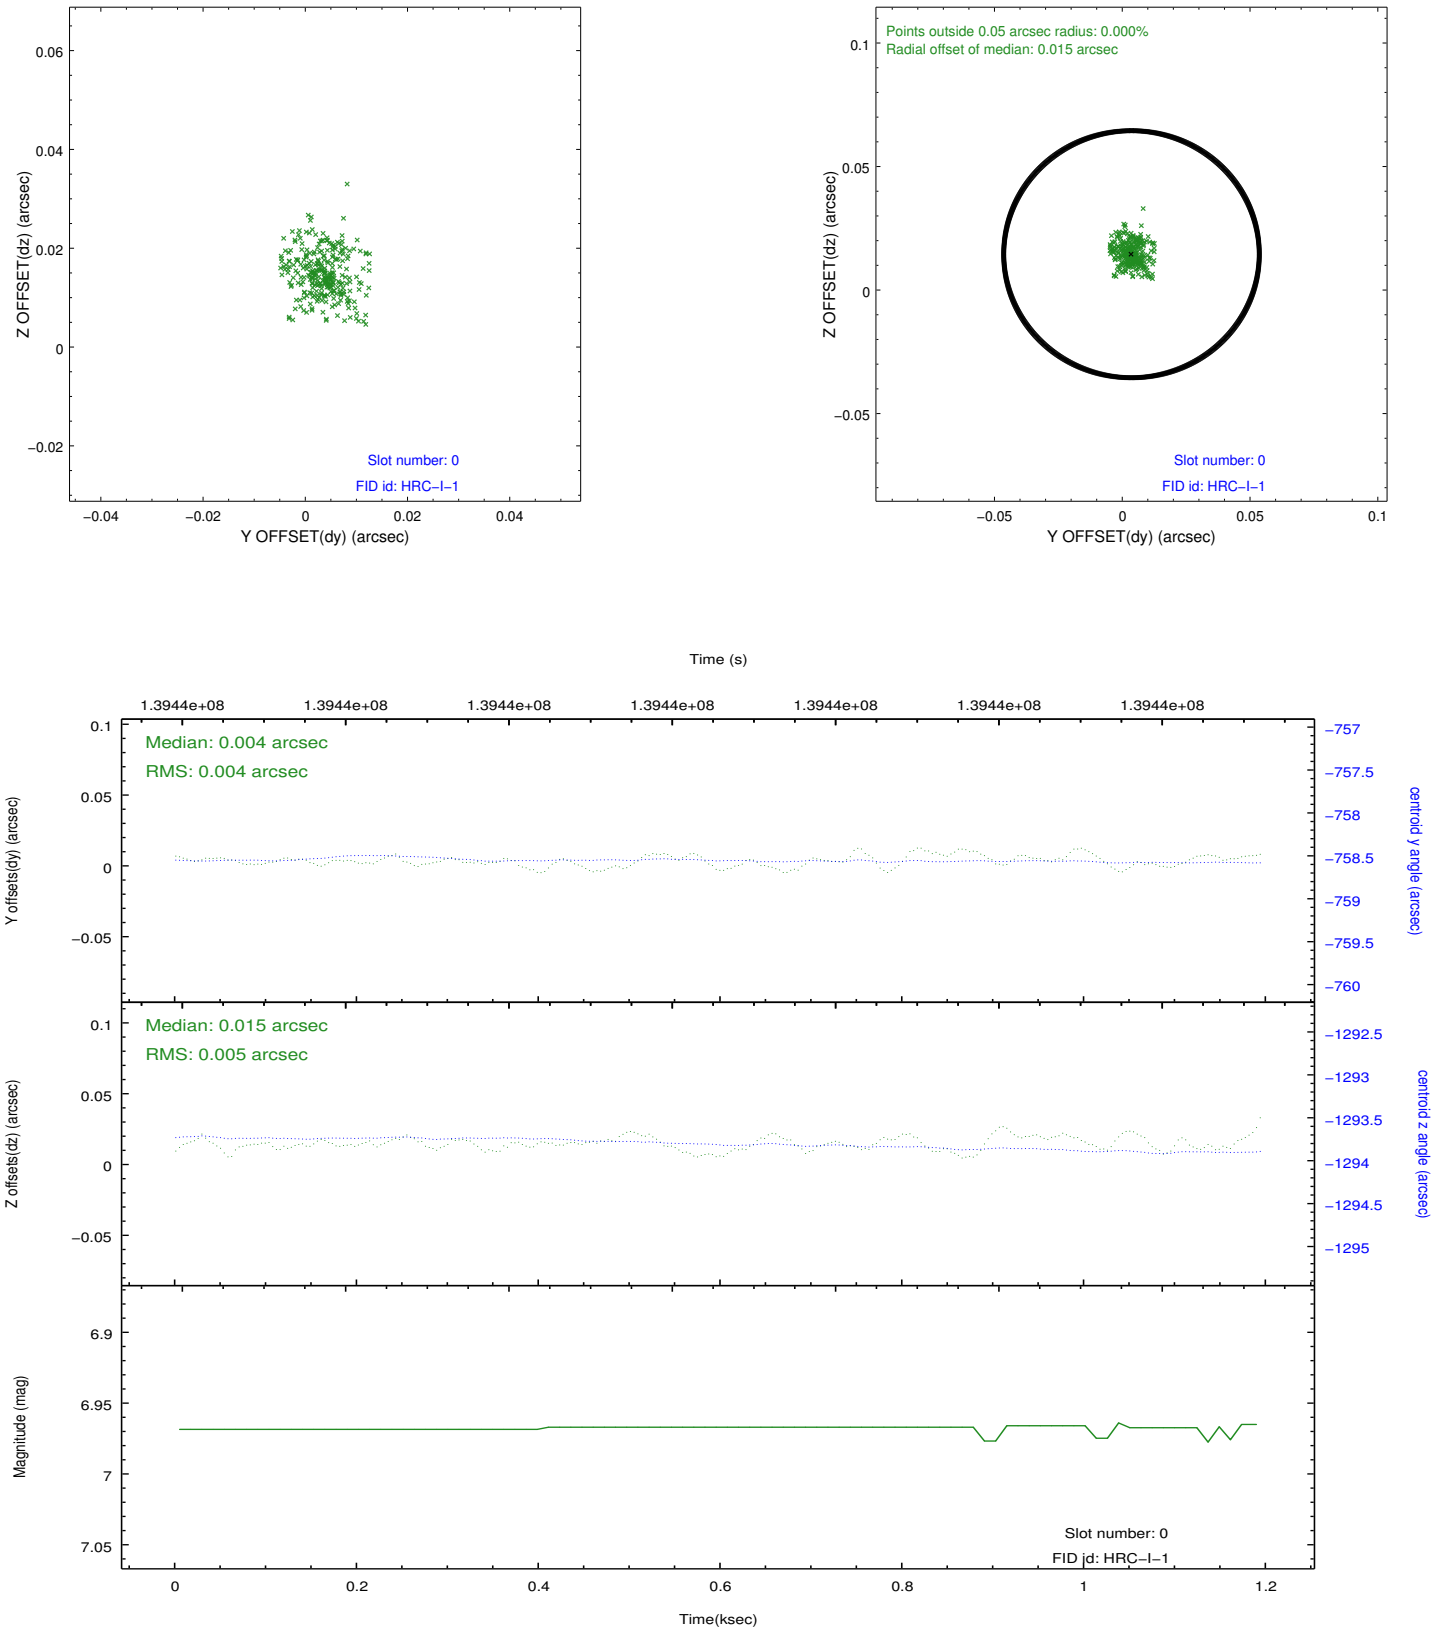 0.06
0.04
0.02
0
−0.02
Z OFFSET(dz) (arcsec)
Slot number: 0
FID id: HRC−I−1
−0.04
−0.02
0
0.02
0.04
Y OFFSET(dy) (arcsec)
Points outside 0.05 arcsec radius: 0.000%
Radial offset of median: 0.015 arcsec
0.1
0.05
0
−0.05
Z OFFSET(dz) (arcsec)
Slot number: 0
FID id: HRC−I−1
−0.05
0
0.05
0.1
Y OFFSET(dy) (arcsec)
Time (s)
1.3944e+08
1.3944e+08
1.3944e+08
1.3944e+08
1.3944e+08
1.3944e+08
1.3944e+08
Median: 0.004 arcsec
RMS: 0.004 arcsec
0.1
0.05
0
−0.05
Y offsets(dy) (arcsec)
−757
−757.5
−758
−758.5
−759
−759.5
−760
centroid y angle (arcsec)
Median: 0.015 arcsec
RMS: 0.005 arcsec
0.1
0.05
0
−0.05
Z offsets(dz) (arcsec)
−1292.5
−1293
−1293.5
−1294
−1294.5
−1295
centroid z angle (arcsec)
6.9
6.95
7
7.05
Magnitude (mag)
Slot number: 0
FID id: HRC−I−1
0
0.2
0.4
0.6
0.8
1
1.2
Time(ksec)